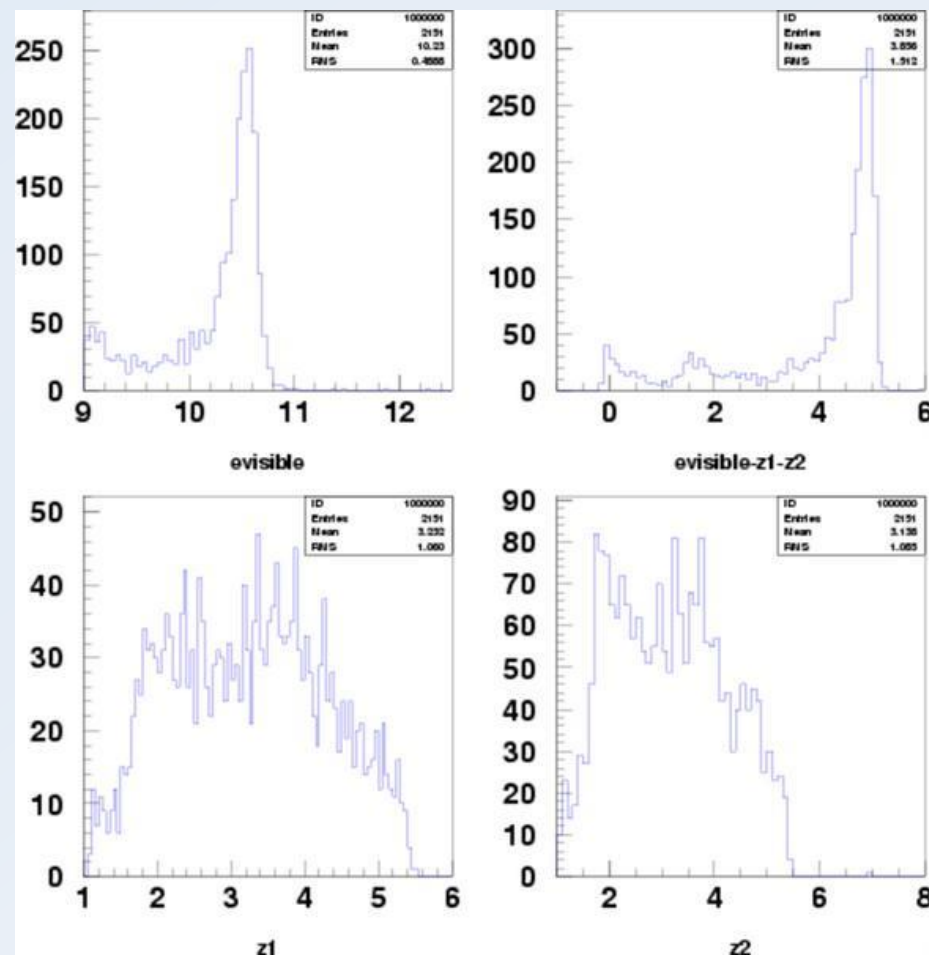 ID 1000000
Entries 2151
Mean 10.23
RMS 0.4888
250
200
150
100
50
0
9 10 11 12
evisible
ID 1000000
Entries 2151
Mean 3.856
RMS 1.512
300
250
200
150
100
50
0
0 2 4 6
evisible-z1-z2
ID 1000000
Entries 2151
Mean 3.232
RMS 1.060
50
40
30
20
10
0
1 2 3 4 5 6
z1
ID 1000000
Entries 2151
Mean 3.138
RMS 1.085
90
80
70
60
50
40
30
20
10
0
2 4 6 8
z2